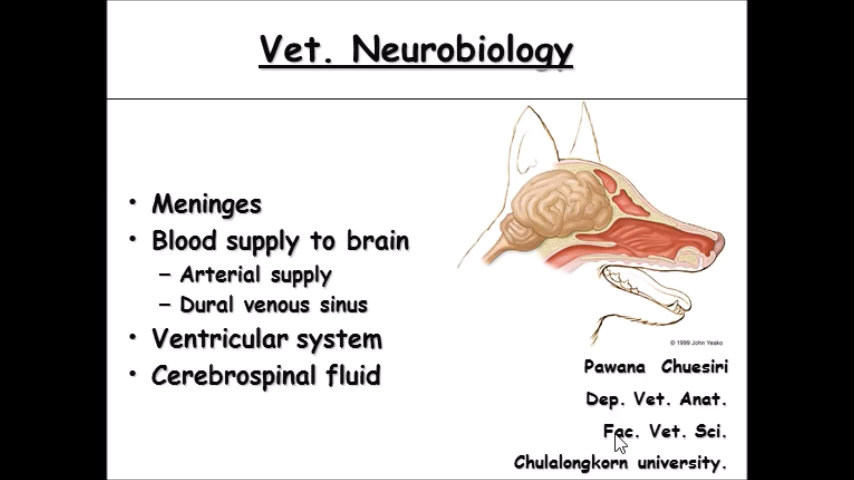 Vet. Neurobiology
• Meninges
• Blood supply to brain
– Arterial supply
– Dural venous sinus
• Ventricular system
• Cerebrospinal fluid
© 1999 John Yesko
Pawana Chuesiri
Dep. Vet. Anat.
Fac. Vet. Sci.
Chulalongkorn university.